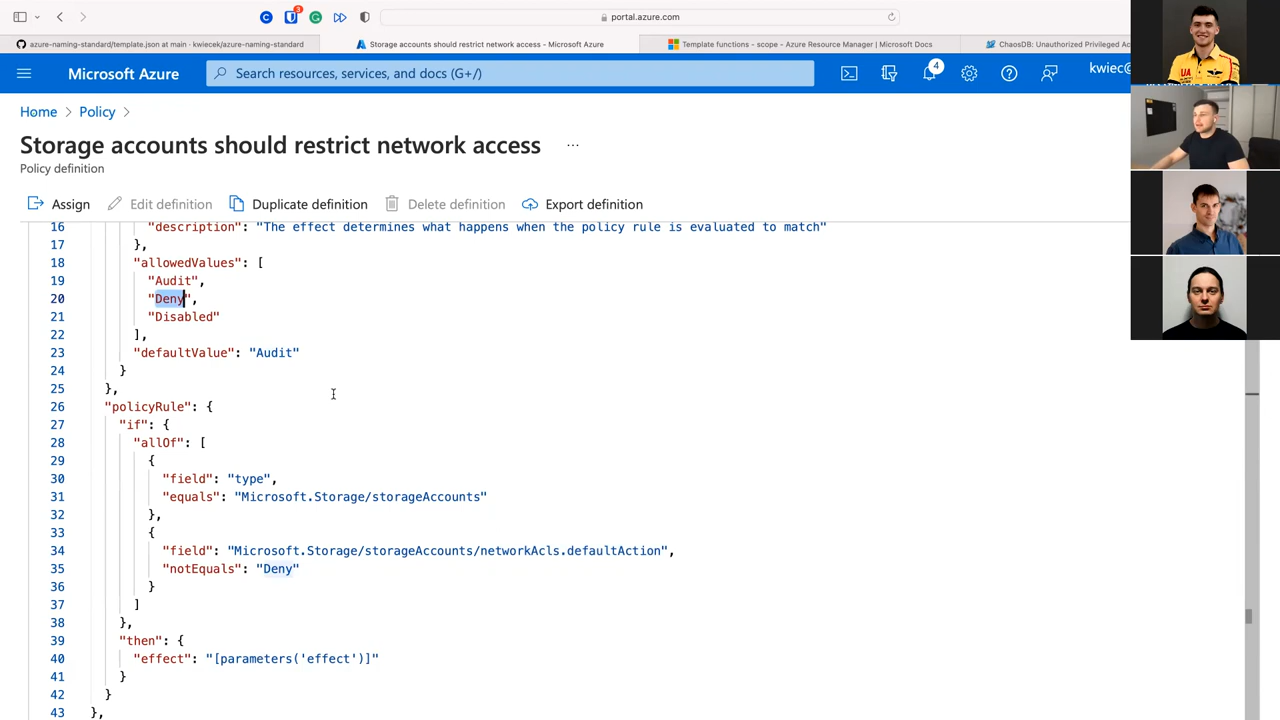 portal.azure.com
azure-naming-standard/template.json at main · kwiecek/azure-naming-standard
Storage accounts should restrict network access - Microsoft Azure
Template functions - scope - Azure Resource Manager | Microsoft Docs
ChaosDB: Unauthorized Privileged Ac
Microsoft Azure
Search resources, services, and docs (G+/)
4
kwiec@
Home > Policy >
Storage accounts should restrict network access ...
Policy definition
Assign
Edit definition
Duplicate definition
Delete definition
Export definition
16 "description": "The effect determines what happens when the policy rule is evaluated to match"
17 },
18 "allowedValues": [
19 "Audit",
20 "Deny",
21 "Disabled"
22 ],
23 "defaultValue": "Audit"
24 }
25 },
26 "policyRule": {
27 "if": {
28 "allOf": [
29 {
30 "field": "type",
31 "equals": "Microsoft.Storage/storageAccounts"
32 },
33 {
34 "field": "Microsoft.Storage/storageAccounts/networkAcls.defaultAction",
35 "notEquals": "Deny"
36 }
37 ]
38 },
39 "then": {
40 "effect": "[parameters('effect')]"
41 }
42 }
43 },
UA